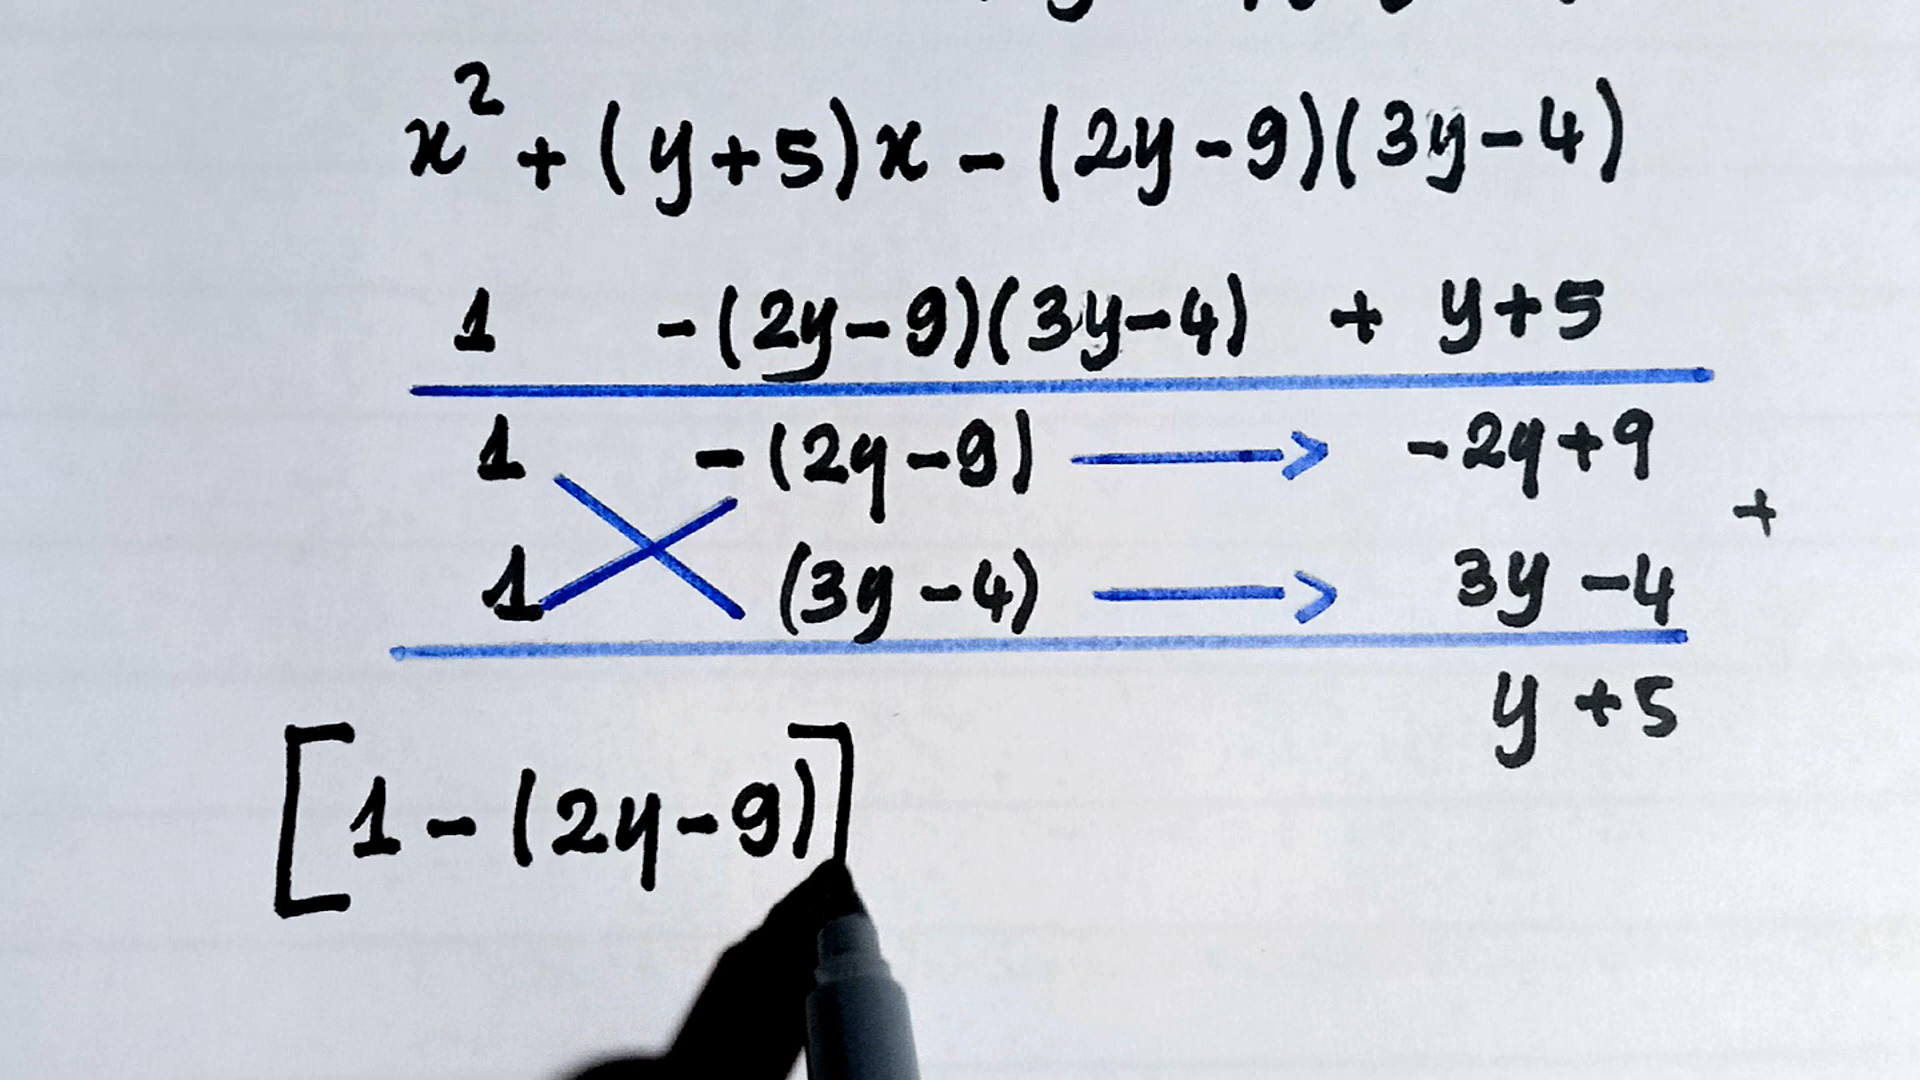 x² + (y+5)x - (2y-9)(3y-4)
1 -(2y-9)(3y-4) + y+5
1 -(2y-9) → -2y+9
+
1 (3y-4) → 3y-4
y+5
[1-(2y-9)]